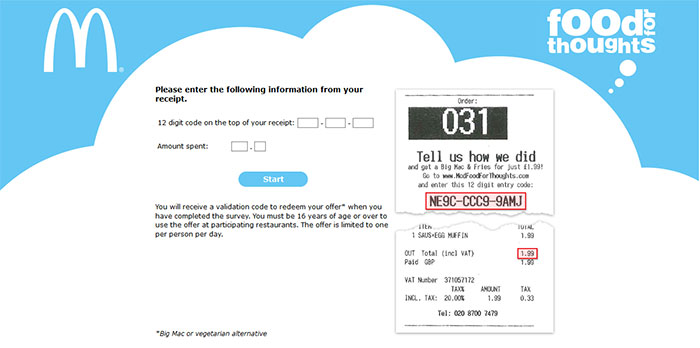 food for thoughts
Please enter the following information from your
receipt.
12 digit code on the top of your receipt: - -
Amount spent: .
Start
You will receive a validation code to redeem your offer* when you
have completed the survey. You must be 16 years of age or over to
use the offer at participating restaurants. The offer is limited to one
per person per day.
*Big Mac or vegetarian alternative
Order:
031
Tell us how we did
and get a Big Mac & Fries for just £1.99!
Go to www.McdFoodForThoughts.com
and enter this 12 digit entry code:
NE9C-CCC9-9AMJ
ITEM TOTAL
1 SAUS+EGG MUFFIN 1.99
OUT Total (incl VAT) 1.99
Paid GBP 1.99
VAT Number 371057172
TAX% AMOUNT TAX
INCL. TAX: 20.00% 1.99 0.33
Tel: 020 8700 7479